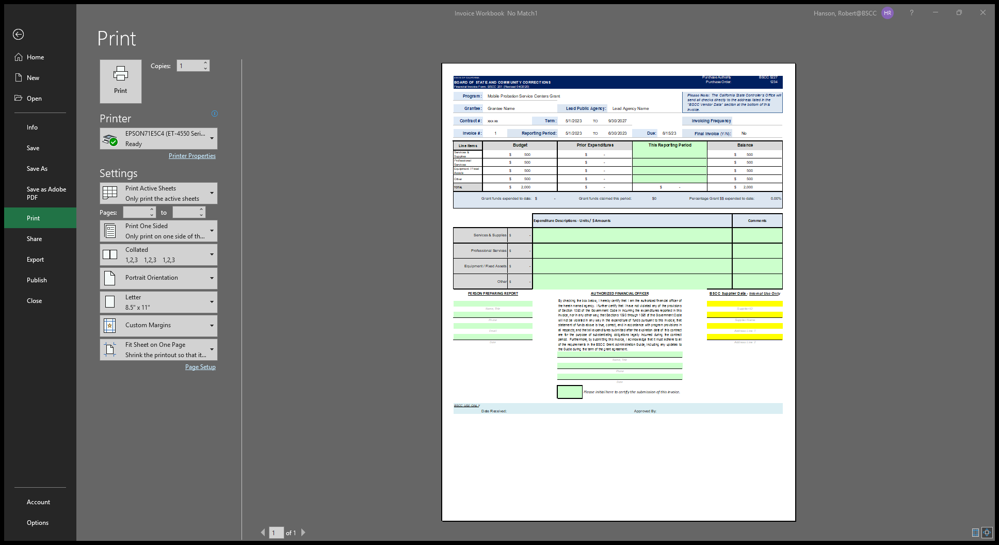 Invoice Workbook  No Match1
Hanson, Robert@BSCC
HR
?
Home
New
Open
Info
Save
Save As
Save as Adobe
PDF
Print
Share
Export
Publish
Close
Account
Options
Print
Print
Copies: 1
Printer
EPSON71E5C4 (ET-4550 Seri...
Ready
Printer Properties
Settings
Print Active Sheets
Only print the active sheets
Pages: to
Print One Sided
Only print on one side of th...
Collated
1,2,3 1,2,3 1,2,3
Portrait Orientation
Letter
8.5" x 11"
Custom Margins
Fit Sheet on One Page
Shrink the printout so that it...
Page Setup
1 of 1
STATE OF CALIFORNIA
Purchase Authority BSCC 5227
BOARD OF STATE AND COMMUNITY CORRECTIONS
Purchase Order: 1234
Financial Invoice Form: BSCC 201 (Revised 04/2020)
Program: Mobile Probation Service Centers Grant
Please Note: The California State Controler's Office will
send all checks directly to the address listed in the
"BSCC Vendor Data" section at the bottom of this
invoice.
Grantee: Grantee Name Lead Public Agency: Lead Agency Name
Contract #: xxx-xx Term: 5/1/2023 TO 9/30/2027 Invoicing Frequency
Invoice #: 1 Reporting Period: 5/1/2023 TO 6/30/2023 Due: 8/15/23 Final Invoice (Y/N): No
Line Items Budget Prior Expenditures This Reporting Period Balance
Services &
Supplies $ 500 $ - $ 500
Professional
Services $ 500 $ - $ 500
Equipment / Fixed
Assets $ 500 $ - $ 500
Other $ 500 $ - $ 500
TOTAL $ 2,000 $ - $ - $ 2,000
Grant funds expended to date: $ - Grant funds claimed this period: $0 Percentage Grant $$ expended to date: 0.00%
Expenditure Descriptions - Units / $ Amounts Comments
Services & Supplies $ -
Professional Services $ -
Equipment / Fixed Assets $ -
Other $ -
PERSON PREPARING REPORT
Name, Title
Phone
Email
Date
AUTHORIZED FINANCIAL OFFICER
By checking the box below, I hereby certify that I am the authorized financial officer of
the herein named agency. I further certify that I have not violated any of the provisions
of Section 1090 of the Government Code in incurring the expenditures reported in this
invoice, nor in any other way; that Sections 1090 through 1096 of the Government Code
will not be violated in any way in the expenditure of funds pursuant to this invoice; that
statement of funds above is true, correct, and in accordance with program provisions in
all respects; and that all expenditures submitted after the expiration date of this contract
are for the purpose of substantiating obligations legally incurred during the contract
period. Furthermore, by submitting this invoice, I acknowledge that it must adhere to all
of the requirements in the BSCC Grant Administration Guide, including any updates to
the Guide during the term of the grant agreement.
Name, Title
Phone
Date
Please initial here to certify the submission of this invoice.
BSCC Supplier Data - Internal Use Only
Supplier ID
Supplier Name
Address Line 1
Address Line 2
BSCC USE ONLY
Date Received: Approved By: